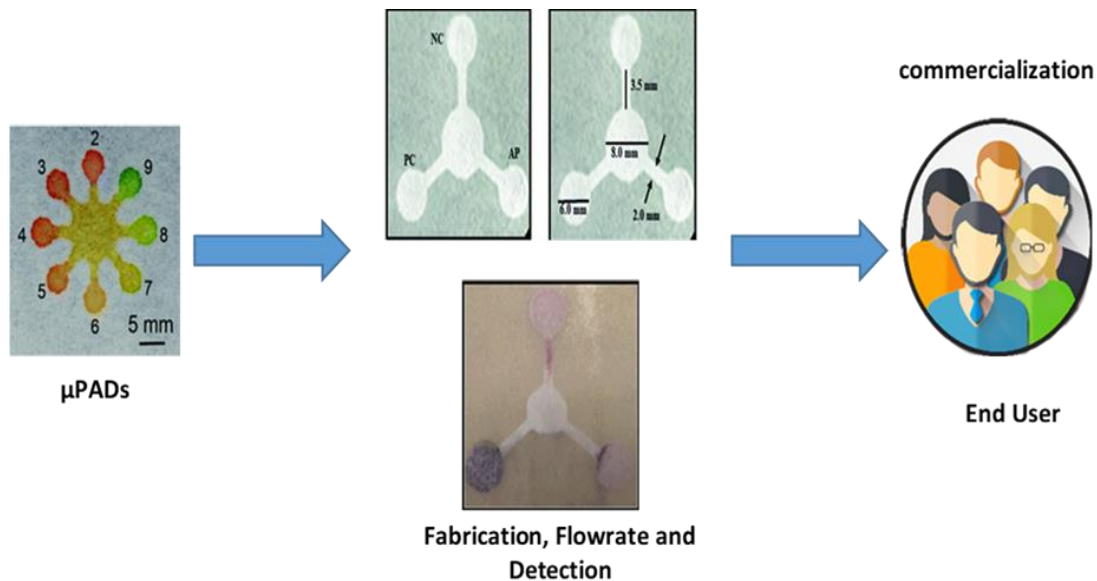 2
3
9
4
8
5
7
6
5 mm
μPADs
NC
PC
AP
3.5 mm
8.0 mm
6.0 mm
2.0 mm
Fabrication, Flowrate and
Detection
commercialization
End User